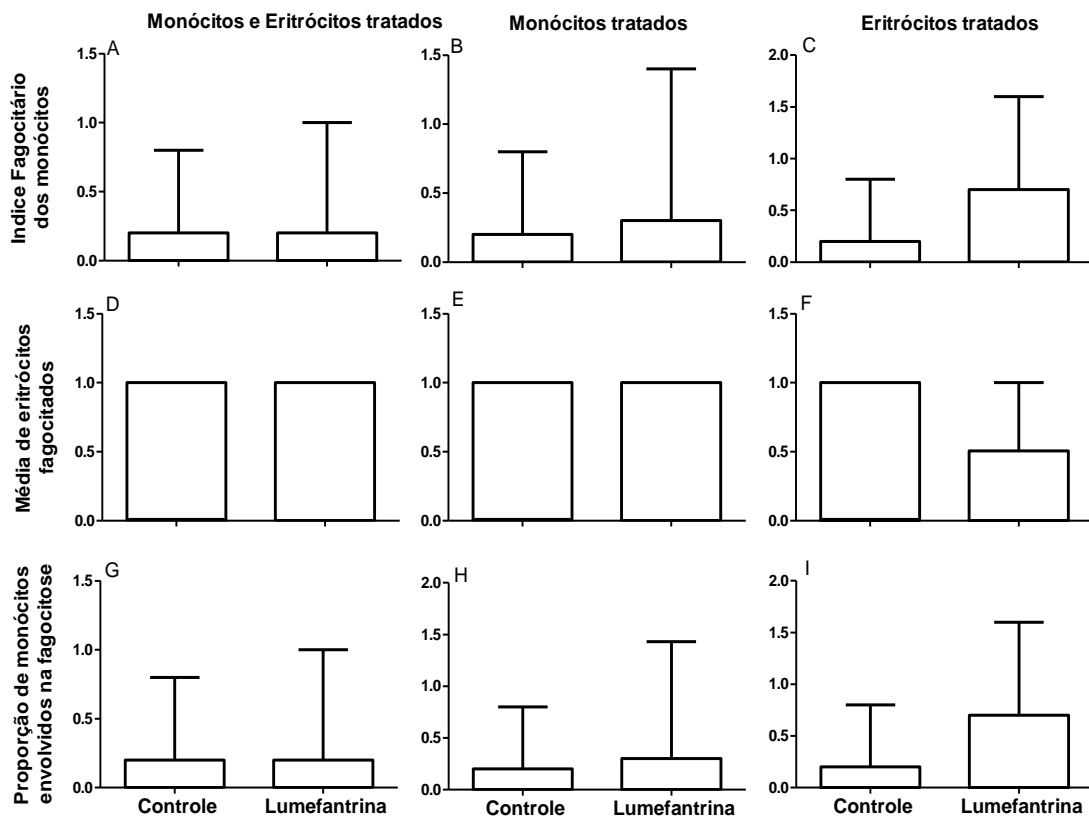 Monócitos e Eritrócitos tratados
Monócitos tratados
Eritrócitos tratados
Indice Fagocitário
dos monócitos
A
1.5
1.0
0.5
0.0
B
1.5
1.0
0.5
0.0
C
2.0
1.5
1.0
0.5
0.0
Média de eritrócitos
fagocitados
D
1.5
1.0
0.5
0.0
E
1.5
1.0
0.5
0.0
F
1.5
1.0
0.5
0.0
Proporção de monócitos
envolvidos na fagocitose
G
1.5
1.0
0.5
0.0
H
2.0
1.5
1.0
0.5
0.0
I
2.0
1.5
1.0
0.5
0.0
Controle Lumefantrina
Controle Lumefantrina
Controle Lumefantrina